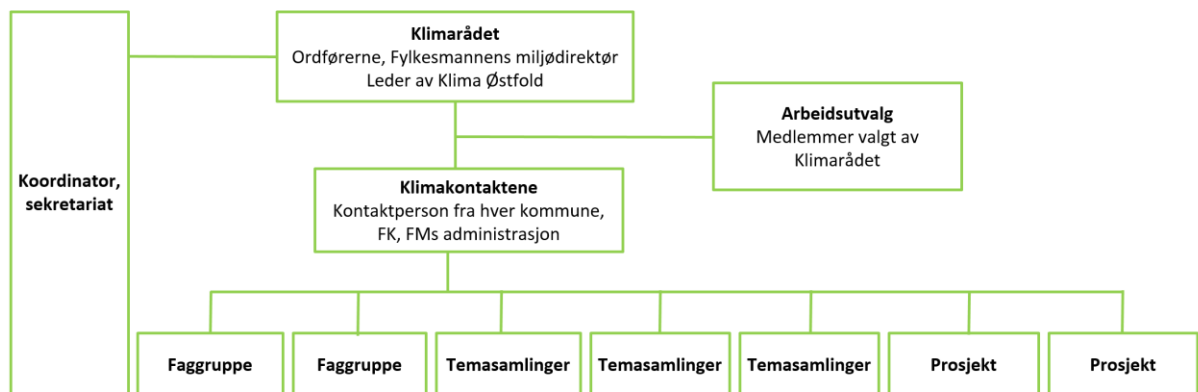 Klimarådet
Ordførerne, Fylkesmannens miljødirektør
Leder av Klima Østfold
Arbeidsutvalg
Medlemmer valgt av
Klimarådet
Koordinator,
sekretariat
Klimakontaktene
Kontaktperson fra hver kommune,
FK, FMs administrasjon
Faggruppe
Faggruppe
Temasamlinger
Temasamlinger
Temasamlinger
Prosjekt
Prosjekt